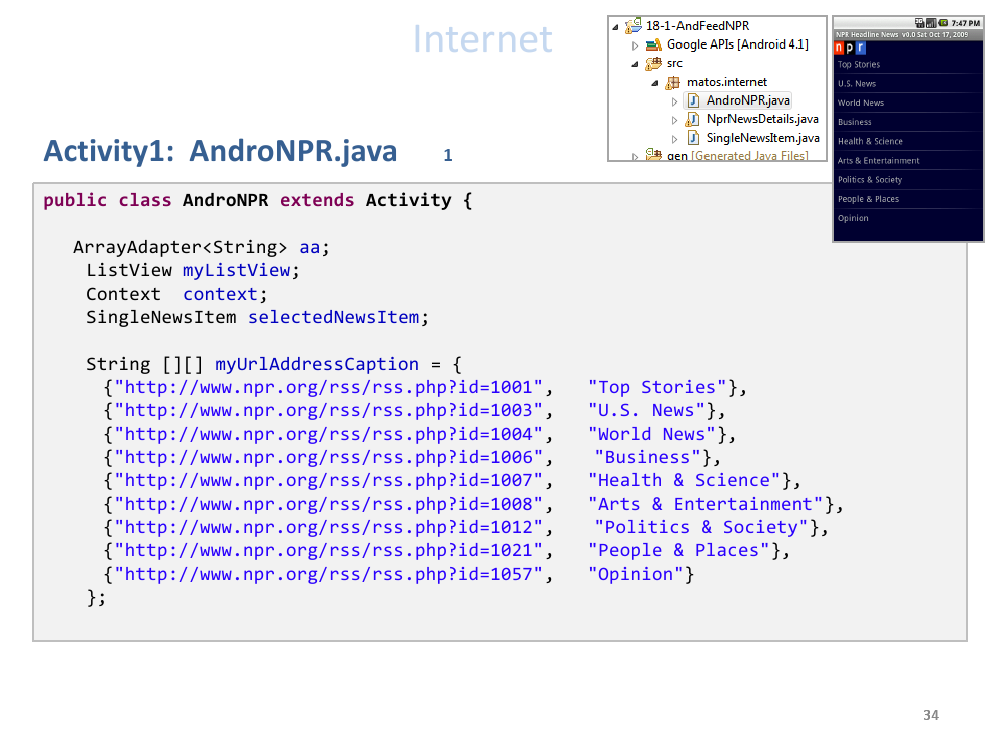 Internet
18-1-AndFeedNPR
Google APIs [Android 4.1]
src
matos.internet
AndroNPR.java
NprNewsDetails.java
SingleNewsItem.java
gen [Generated Java Files]
7:47 PM
NPR Headline News v0.0 Sat Oct 17, 2009
n p r
Top Stories
U.S. News
World News
Business
Health & Science
Arts & Entertainment
Politics & Society
People & Places
Opinion
Activity1: AndroNPR.java 1
public class AndroNPR extends Activity {
ArrayAdapter<String> aa;
ListView myListView;
Context context;
SingleNewsItem selectedNewsItem;
String [][] myUrlAddressCaption = {
{"http://www.npr.org/rss/rss.php?id=1001", "Top Stories"},
{"http://www.npr.org/rss/rss.php?id=1003", "U.S. News"},
{"http://www.npr.org/rss/rss.php?id=1004", "World News"},
{"http://www.npr.org/rss/rss.php?id=1006", "Business"},
{"http://www.npr.org/rss/rss.php?id=1007", "Health & Science"},
{"http://www.npr.org/rss/rss.php?id=1008", "Arts & Entertainment"},
{"http://www.npr.org/rss/rss.php?id=1012", "Politics & Society"},
{"http://www.npr.org/rss/rss.php?id=1021", "People & Places"},
{"http://www.npr.org/rss/rss.php?id=1057", "Opinion"}
};
34